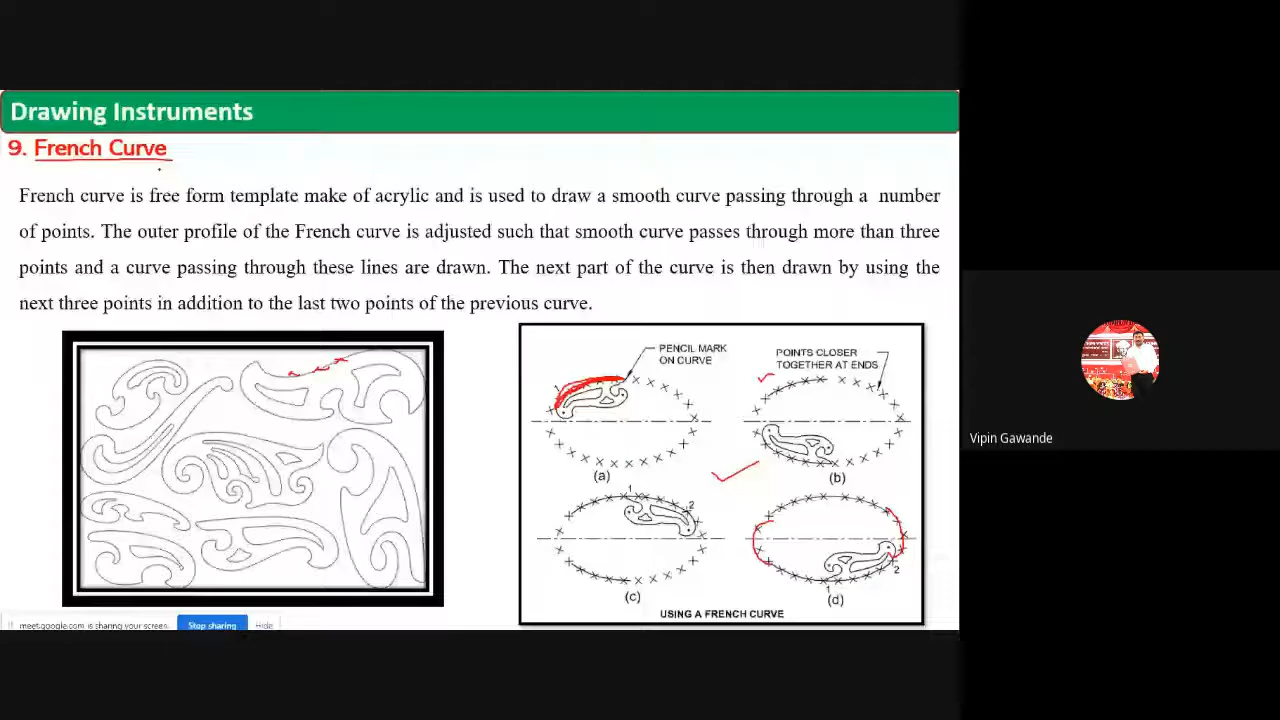 Drawing Instruments
9. French Curve
French curve is free form template make of acrylic and is used to draw a smooth curve passing through a number
of points. The outer profile of the French curve is adjusted such that smooth curve passes through more than three
points and a curve passing through these lines are drawn. The next part of the curve is then drawn by using the
next three points in addition to the last two points of the previous curve.
PENCIL MARK
ON CURVE
POINTS CLOSER
TOGETHER AT ENDS
1
(a)
(b)
1
2
(c)
1
2
(d)
USING A FRENCH CURVE
meet.google.com is sharing your screen.
Stop sharing
Hide
Vipin Gawande